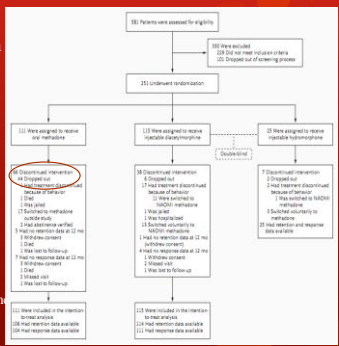 581 Patients were assessed for eligibility
330 Were excluded
229 Did not meet inclusion criteria
101 Dropped out of screening process
251 Underwent randomization
111 Were assigned to receive
oral methadone
115 Were assigned to receive
injectable diacetylmorphine
25 Were assigned to receive
injectable hydromorphone
Double-blind
Discontinued intervention
44 Dropped out
Had treatment discontinued
because of behavior
1 Died
1 Was jailed
17 Switched to methadone
outside study
2 Had abstinence verified
3 Had no retention data at 12 mo
3 Withdrew consent
1 Died
1 Was lost to follow-up
7 Had no response data at 12 mo
3 Withdrew consent
1 Died
3 Missed visit
1 Was lost to follow-up
38 Discontinued intervention
6 Dropped out
17 Had treatment discontinued
because of behavior
11 Were switched to
NAOMI methadone
1 Was jailed
1 Was hospitalized
13 Switched voluntarily to
NAOMI methadone
1 Had no retention data at 12 mo
(withdrew consent)
4 Had no response data at 12 mo
1 Withdrew consent
2 Missed visit
1 Was lost to follow-up
7 Discontinued intervention
2 Dropped out
2 Had treatment discontinued
because of behavior
1 Was switched to NAOMI
methadone
3 Switched voluntarily to
methadone
25 Had retention and response
data available
111 Were included in the intention-
to-treat analysis
108 Had retention data available
104 Had response data available
115 Were included in the intention-
to-treat analysis
114 Had retention data available
111 Had response data available